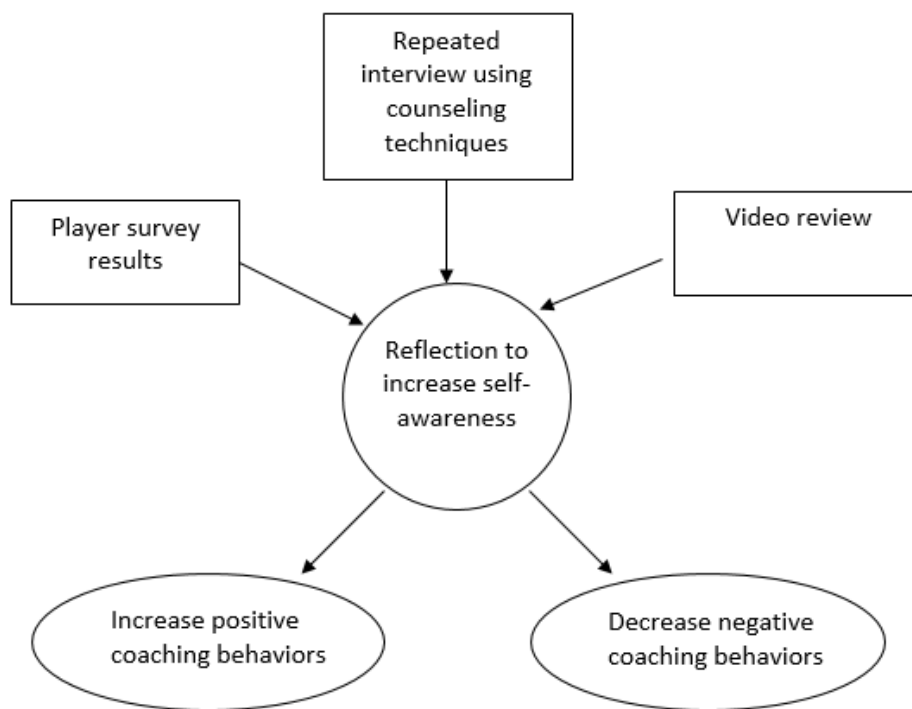 Repeated
interview using
counseling
techniques
Player survey
results
Video review
Reflection to
increase self-
awareness
Increase positive
coaching behaviors
Decrease negative
coaching behaviors